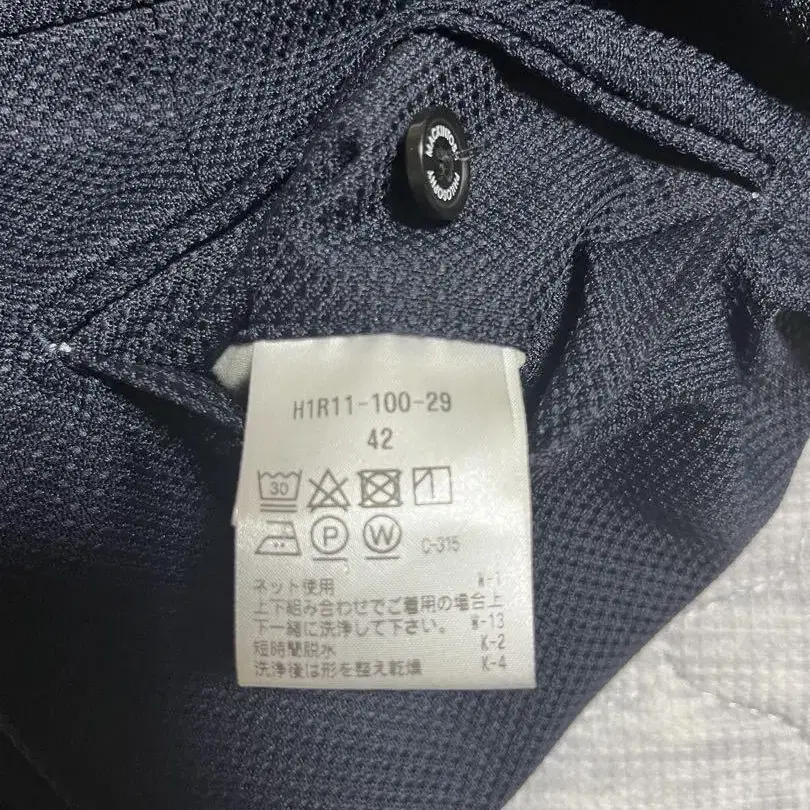 MACKINTOSH PHILOSOPHY
H1R11-100-29
42
30
P W C-315
ネット使用 W-1
上下組み合わせでご着用の場合上
下一緒に洗浄して下さい。 W-13
短時間脱水 K-2
洗浄後は形を整え乾燥 K-4